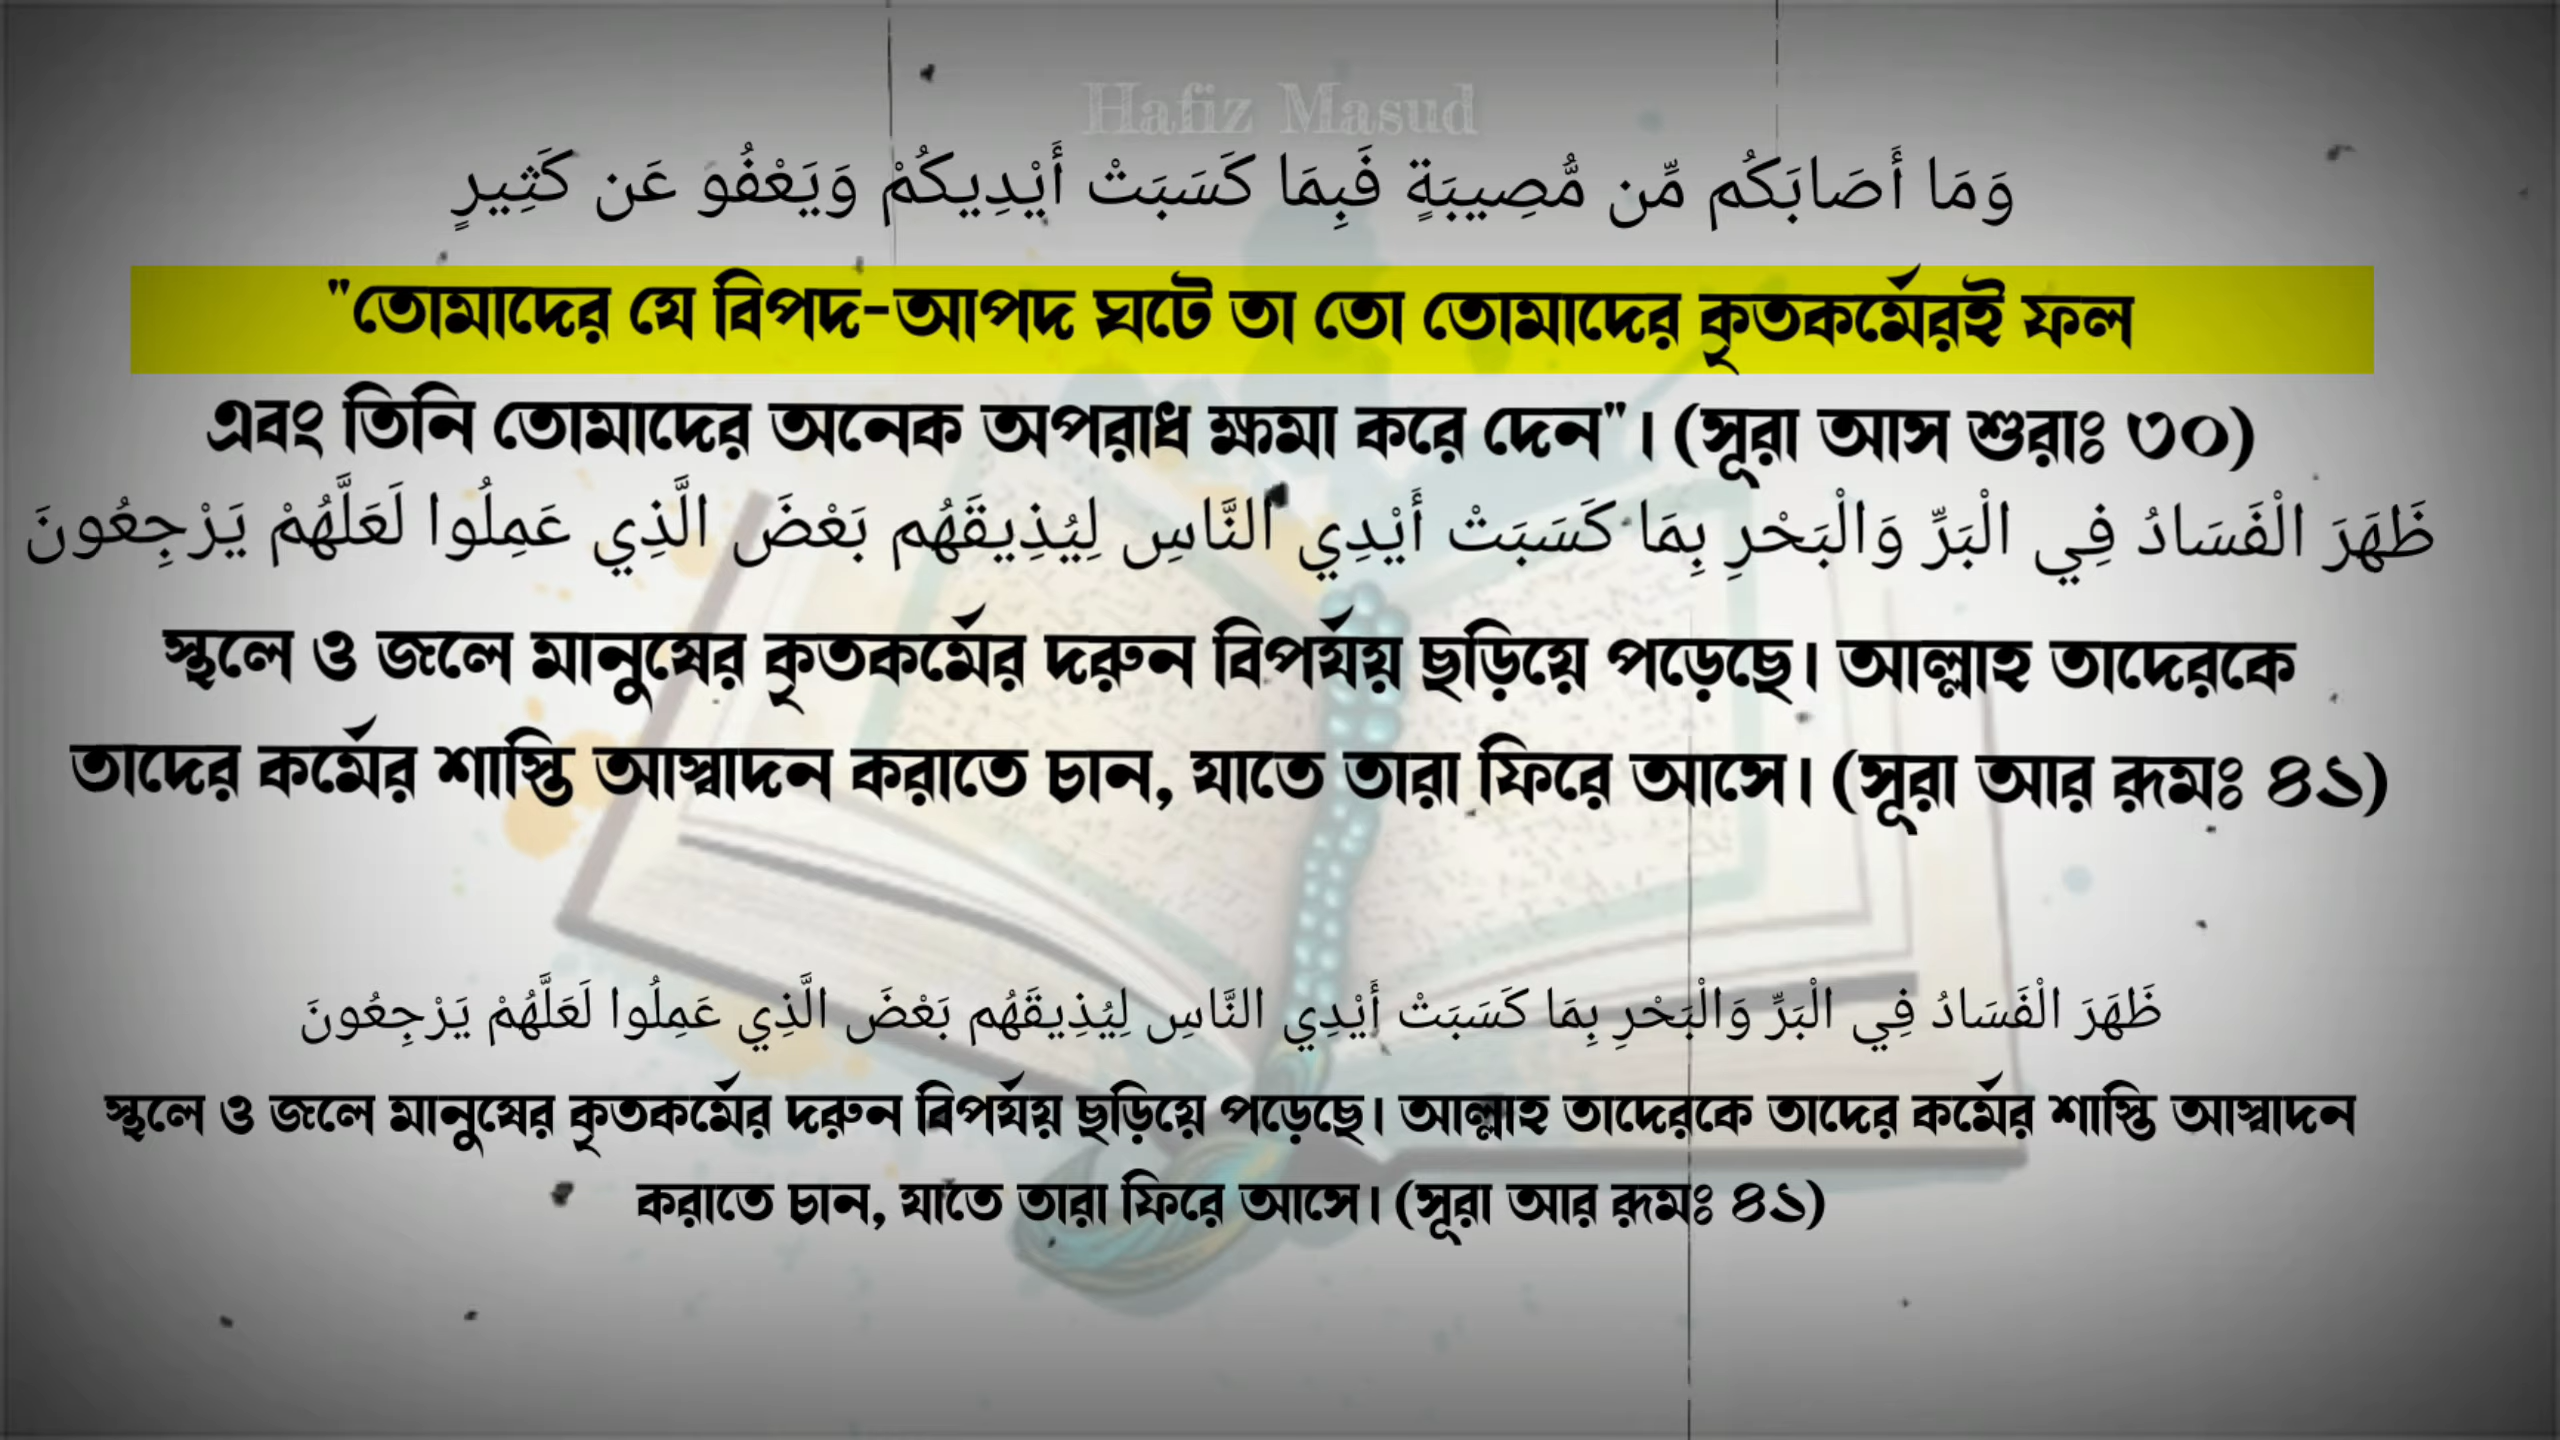 Hafiz Masud
وَمَا أَصَابَكُم مِّن مُّصِيبَةٍ فَبِمَا كَسَبَتْ أَيْدِيكُمْ وَيَعْفُو عَن كَثِيرٍ
"তোমাদের যে বিপদ-আপদ ঘটে তা তো তোমাদের কৃতকর্মেরই ফল
এবং তিনি তোমাদের অনেক অপরাধ ক্ষমা করে দেন"। (সূরা আস শুরাঃ ৩০)
ظَهَرَ الْفَسَادُ فِي الْبَرِّ وَالْبَحْرِ بِمَا كَسَبَتْ أَيْدِي النَّاسِ لِيُذِيقَهُم بَعْضَ الَّذِي عَمِلُوا لَعَلَّهُمْ يَرْجِعُونَ
স্থলে ও জলে মানুষের কৃতকর্মের দরুন বিপর্যয় ছড়িয়ে পড়েছে। আল্লাহ তাদেরকে
তাদের কর্মের শাস্তি আস্বাদন করাতে চান, যাতে তারা ফিরে আসে। (সূরা আর রূমঃ ৪১)
ظَهَرَ الْفَسَادُ فِي الْبَرِّ وَالْبَحْرِ بِمَا كَسَبَتْ أَيْدِي النَّاسِ لِيُذِيقَهُم بَعْضَ الَّذِي عَمِلُوا لَعَلَّهُمْ يَرْجِعُونَ
স্থলে ও জলে মানুষের কৃতকর্মের দরুন বিপর্যয় ছড়িয়ে পড়েছে। আল্লাহ তাদেরকে তাদের কর্মের শাস্তি আস্বাদন
করাতে চান, যাতে তারা ফিরে আসে। (সূরা আর রূমঃ ৪১)